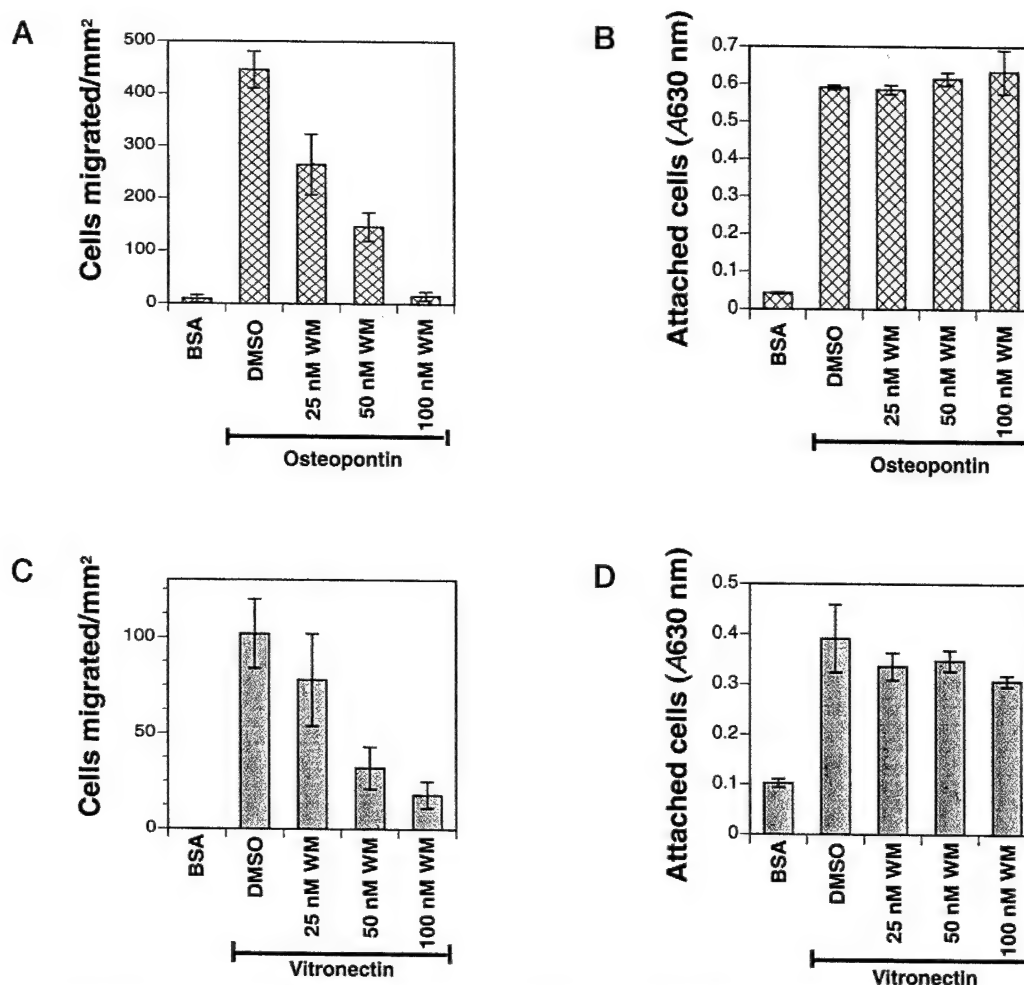 A
Cells migrated/mm²
500
400
300
200
100
0
BSA
DMSO
25 nM WM
50 nM WM
100 nM WM
Osteopontin
B
Attached cells (A630 nm)
0.7
0.6
0.5
0.4
0.3
0.2
0.1
0
BSA
DMSO
25 nM WM
50 nM WM
100 nM WM
Osteopontin
C
Cells migrated/mm²
100
50
0
BSA
DMSO
25 nM WM
50 nM WM
100 nM WM
Vitronectin
D
Attached cells (A630 nm)
0.5
0.4
0.3
0.2
0.1
0
BSA
DMSO
25 nM WM
50 nM WM
100 nM WM
Vitronectin